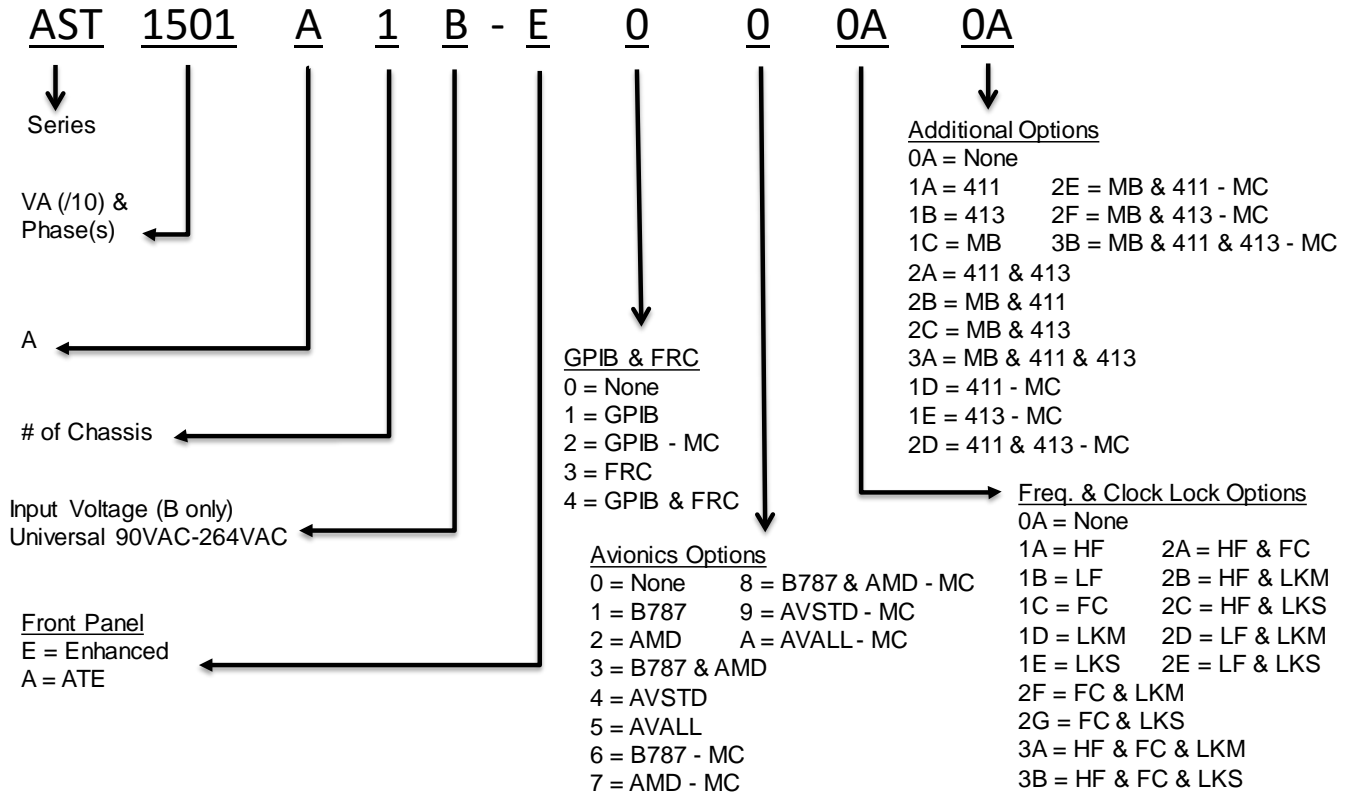 AST 1501 A 1 B - E 0 0 0A 0A
Series
VA (/10) &
Phase(s)
A
# of Chassis
Input Voltage (B only)
Universal 90VAC-264VAC
Front Panel
E = Enhanced
A = ATE
GPIB & FRC
0 = None
1 = GPIB
2 = GPIB - MC
3 = FRC
4 = GPIB & FRC
Avionics Options
0 = None 8 = B787 & AMD - MC
1 = B787 9 = AVSTD - MC
2 = AMD A = AVALL - MC
3 = B787 & AMD
4 = AVSTD
5 = AVALL
6 = B787 - MC
7 = AMD - MC
Additional Options
0A = None
1A = 411 2E = MB & 411 - MC
1B = 413 2F = MB & 413 - MC
1C = MB 3B = MB & 411 & 413 - MC
2A = 411 & 413
2B = MB & 411
2C = MB & 413
3A = MB & 411 & 413
1D = 411 - MC
1E = 413 - MC
2D = 411 & 413 - MC
Freq. & Clock Lock Options
0A = None
1A = HF 2A = HF & FC
1B = LF 2B = HF & LKM
1C = FC 2C = HF & LKS
1D = LKM 2D = LF & LKM
1E = LKS 2E = LF & LKS
2F = FC & LKM
2G = FC & LKS
3A = HF & FC & LKM
3B = HF & FC & LKS